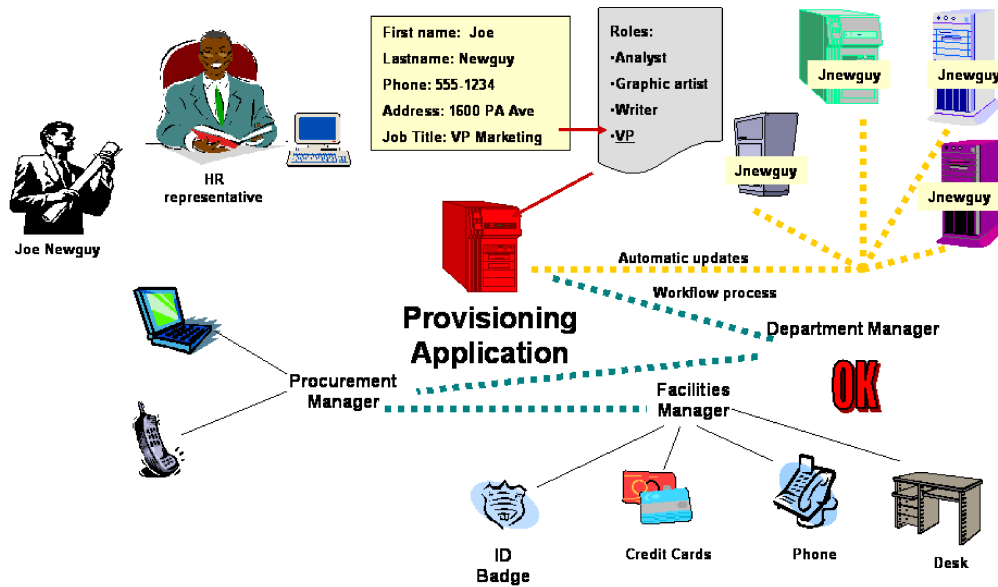 First name: Joe
Lastname: Newguy
Phone: 555-1234
Address: 1600 PA Ave
Job Title: VP Marketing
Roles:
•Analyst
•Graphic artist
•Writer
•VP
Jnewguy
Jnewguy
Jnewguy
Jnewguy
HR
representative
Joe Newguy
Automatic updates
Workflow process
Provisioning
Application
Department Manager
OK
Procurement
Manager
Facilities
Manager
ID
Badge
Credit Cards
Phone
Desk